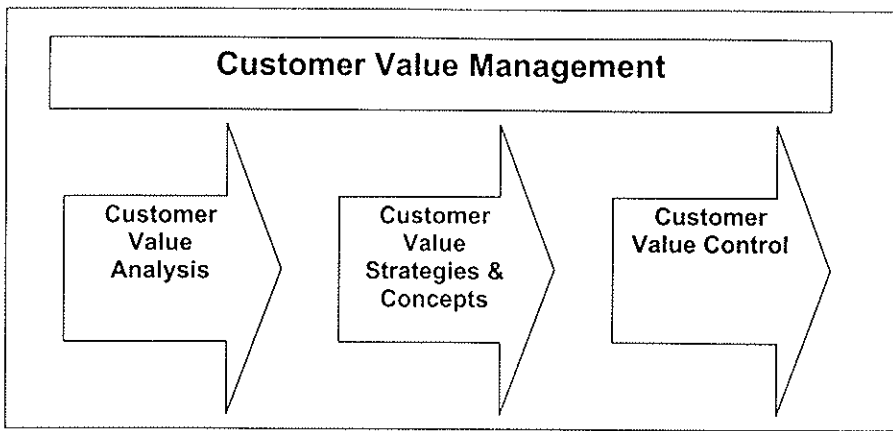 Customer Value Management
Customer
Value
Analysis
Customer
Value
Strategies &
Concepts
Customer
Value Control